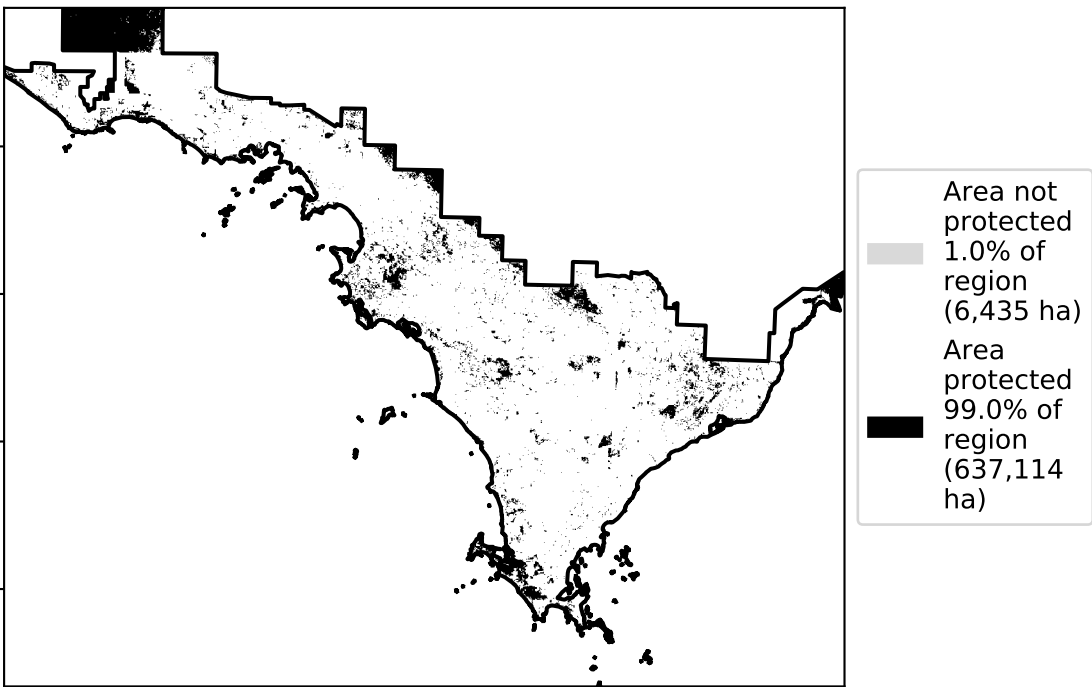 Area not
protected
1.0% of
region
(6,435 ha)
Area
protected
99.0% of
region
(637,114
ha)